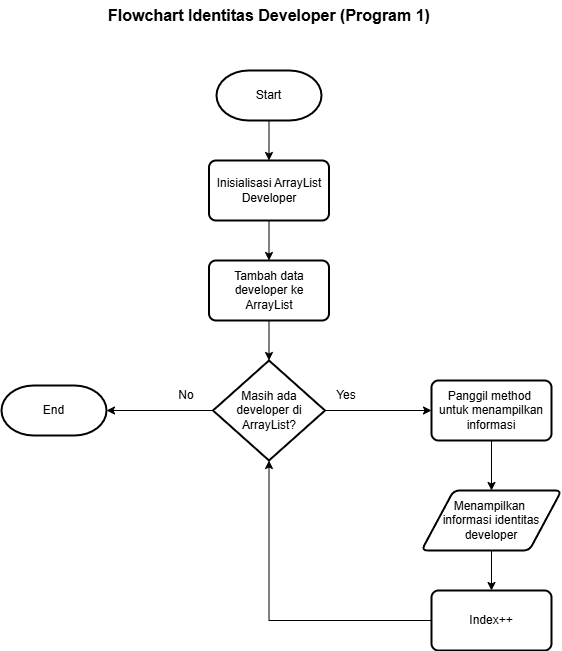 Flowchart Identitas Developer (Program 1)
Start
Inisialisasi ArrayList
Developer
Tambah data
developer ke
ArrayList
Masih ada
developer di
ArrayList?
No
End
Yes
Panggil method
untuk menampilkan
informasi
Menampilkan
informasi identitas
developer
Index++